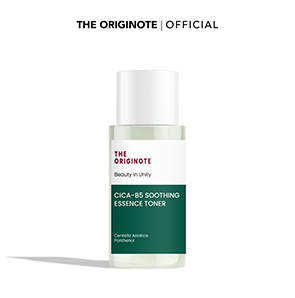 THE ORIGINOTE | OFFICIAL
THE
ORIGINOTE
Beauty in Unity
CICA-B5 SOOTHING
ESSENCE TONER
Centella Asiatica
Panthenol